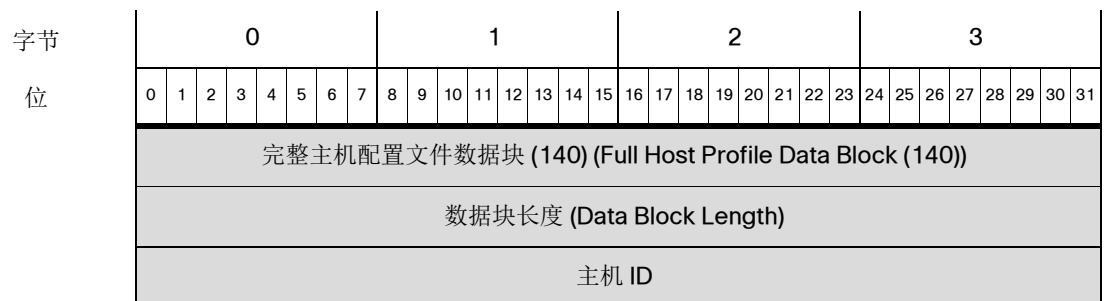 字节 0 1 2 3
位 0 1 2 3 4 5 6 7 8 9 10 11 12 13 14 15 16 17 18 19 20 21 22 23 24 25 26 27 28 29 30 31
完整主机配置文件数据块 (140) (Full Host Profile Data Block (140))
数据块长度 (Data Block Length)
主机 ID